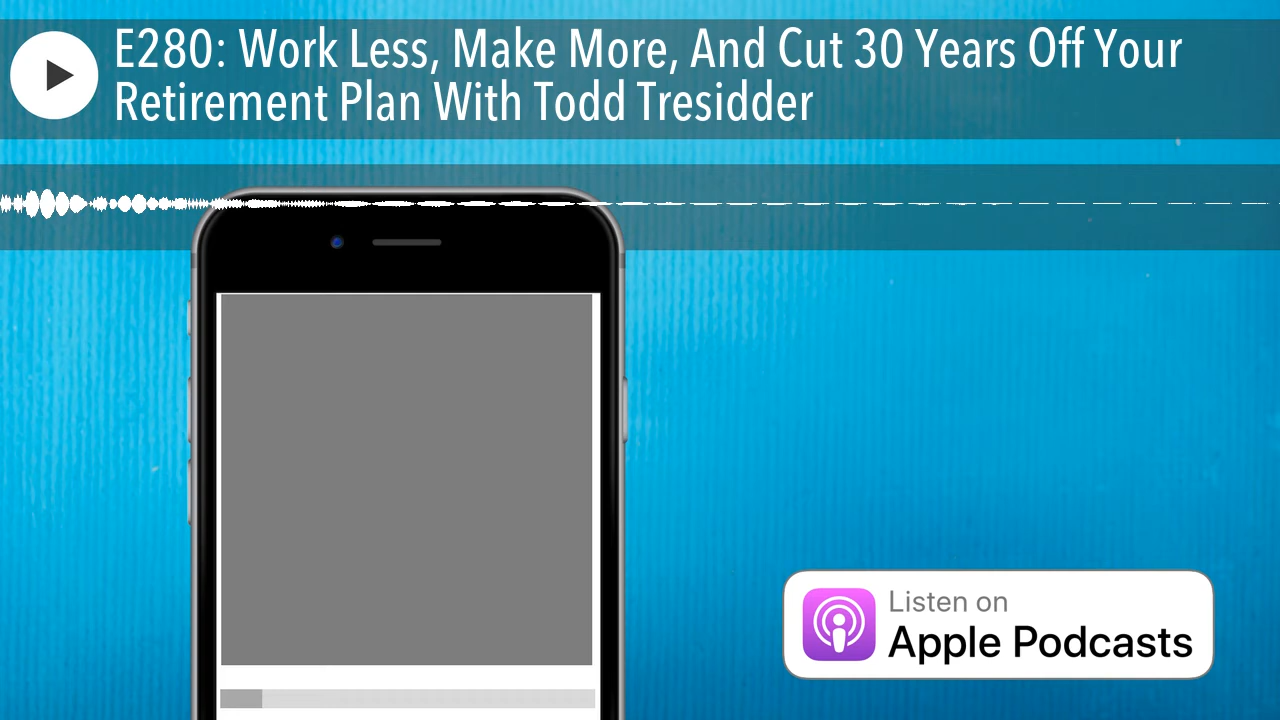 E280: Work Less, Make More, And Cut 30 Years Off Your
Retirement Plan With Todd Tresidder
Listen on
Apple Podcasts